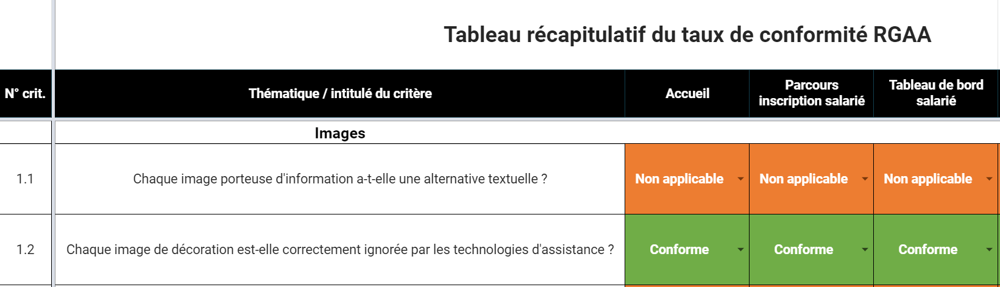 Tableau récapitulatif du taux de conformité RGAA
N° crit. Thématique / intitulé du critère Accueil Parcours inscription salarié Tableau de bord salarié
Images
1.1 Chaque image porteuse d'information a-t-elle une alternative textuelle ? Non applicable Non applicable Non applicable
1.2 Chaque image de décoration est-elle correctement ignorée par les technologies d'assistance ? Conforme Conforme Conforme